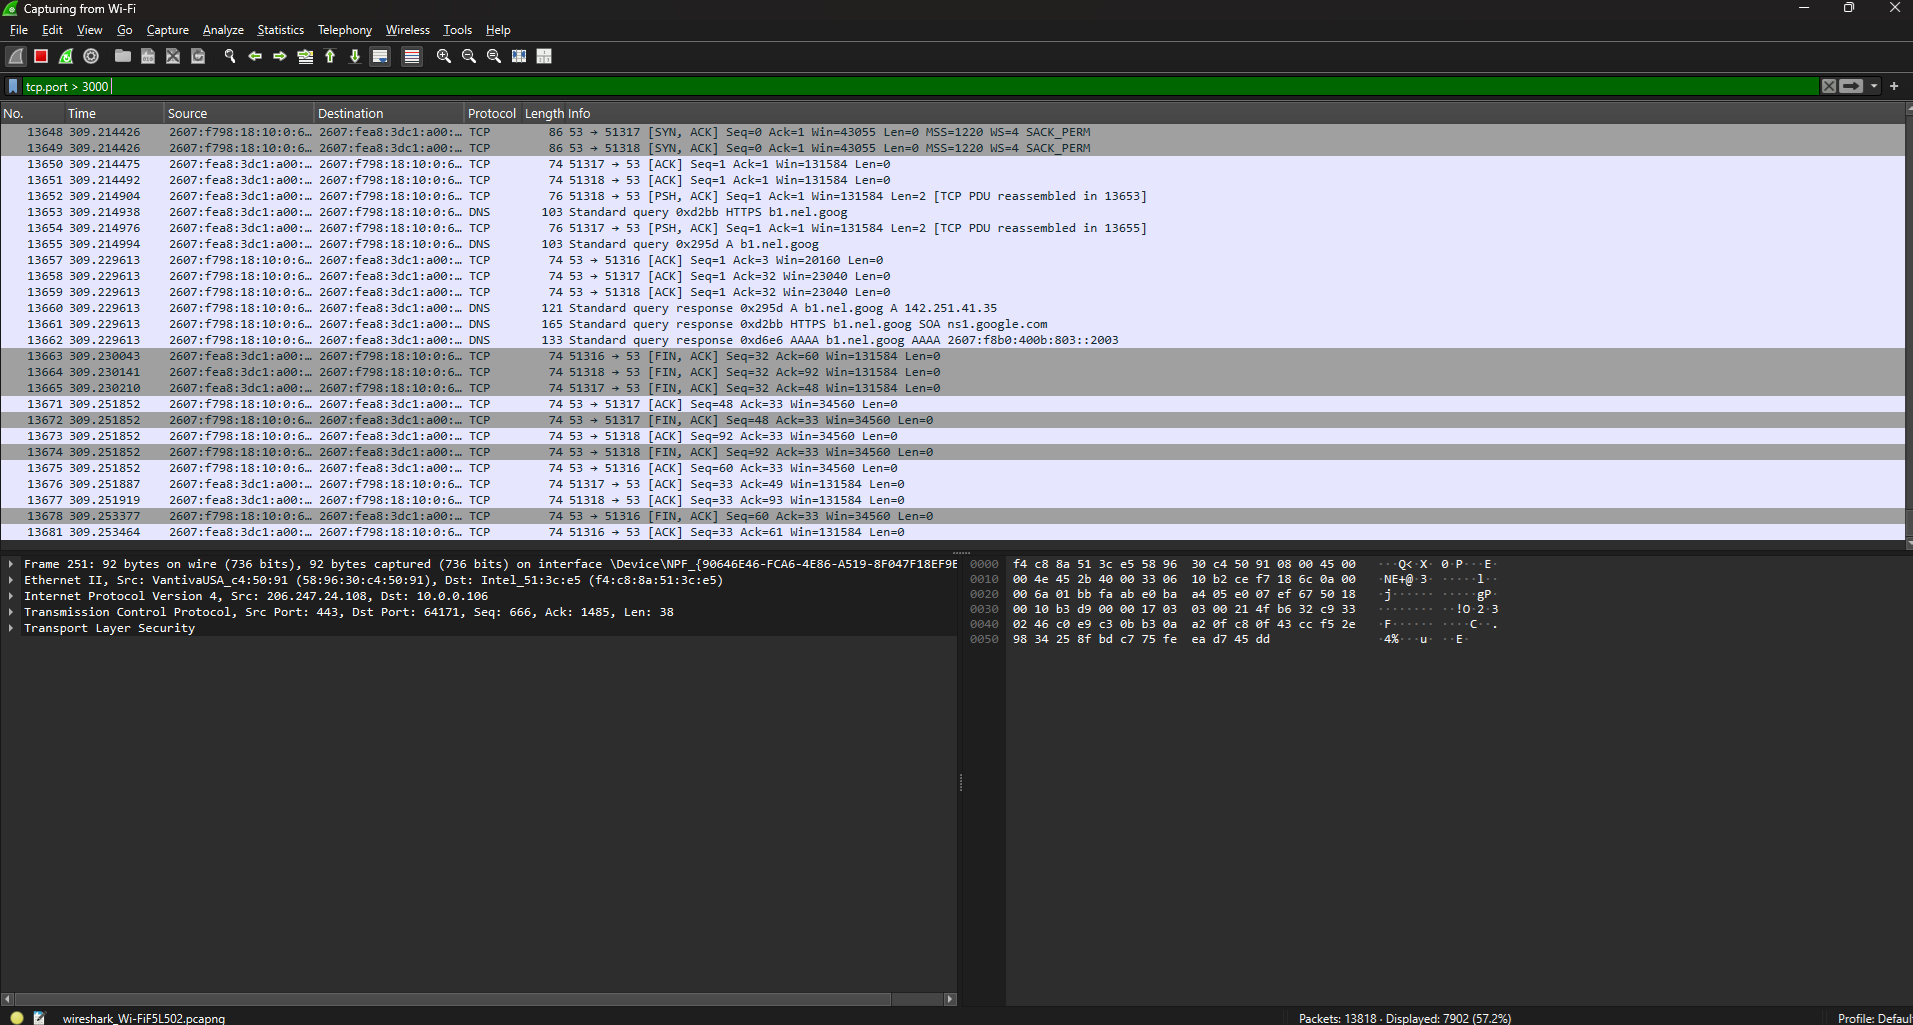 Capturing from Wi-Fi
File Edit View Go Capture Analyze Statistics Telephony Wireless Tools Help
tcp.port > 3000
No. Time Source Destination Protocol Length Info
13648 309.214426 2607:f798:18:10:0:6… 2607:fea8:3dc1:a00:… TCP 86 53 → 51317 [SYN, ACK] Seq=0 Ack=1 Win=43055 Len=0 MSS=1220 WS=4 SACK_PERM
13649 309.214426 2607:f798:18:10:0:6… 2607:fea8:3dc1:a00:… TCP 86 53 → 51318 [SYN, ACK] Seq=0 Ack=1 Win=43055 Len=0 MSS=1220 WS=4 SACK_PERM
13650 309.214475 2607:fea8:3dc1:a00:… 2607:f798:18:10:0:6… TCP 74 51317 → 53 [ACK] Seq=1 Ack=1 Win=131584 Len=0
13651 309.214492 2607:fea8:3dc1:a00:… 2607:f798:18:10:0:6… TCP 74 51318 → 53 [ACK] Seq=1 Ack=1 Win=131584 Len=0
13652 309.214904 2607:fea8:3dc1:a00:… 2607:f798:18:10:0:6… TCP 76 51318 → 53 [PSH, ACK] Seq=1 Ack=1 Win=131584 Len=2 [TCP PDU reassembled in 13653]
13653 309.214938 2607:fea8:3dc1:a00:… 2607:f798:18:10:0:6… DNS 103 Standard query 0xd2bb HTTPS b1.nel.goog
13654 309.214976 2607:fea8:3dc1:a00:… 2607:f798:18:10:0:6… TCP 76 51317 → 53 [PSH, ACK] Seq=1 Ack=1 Win=131584 Len=2 [TCP PDU reassembled in 13655]
13655 309.214994 2607:fea8:3dc1:a00:… 2607:f798:18:10:0:6… DNS 103 Standard query 0x295d A b1.nel.goog
13657 309.229613 2607:f798:18:10:0:6… 2607:fea8:3dc1:a00:… TCP 74 53 → 51316 [ACK] Seq=1 Ack=3 Win=20160 Len=0
13658 309.229613 2607:f798:18:10:0:6… 2607:fea8:3dc1:a00:… TCP 74 53 → 51317 [ACK] Seq=1 Ack=32 Win=23040 Len=0
13659 309.229613 2607:f798:18:10:0:6… 2607:fea8:3dc1:a00:… TCP 74 53 → 51318 [ACK] Seq=1 Ack=32 Win=23040 Len=0
13660 309.229613 2607:f798:18:10:0:6… 2607:fea8:3dc1:a00:… DNS 121 Standard query response 0x295d A b1.nel.goog A 142.251.41.35
13661 309.229613 2607:f798:18:10:0:6… 2607:fea8:3dc1:a00:… DNS 165 Standard query response 0xd2bb HTTPS b1.nel.goog SOA ns1.google.com
13662 309.229613 2607:f798:18:10:0:6… 2607:fea8:3dc1:a00:… DNS 133 Standard query response 0xd6e6 AAAA b1.nel.goog AAAA 2607:f8b0:400b:803::2003
13663 309.230043 2607:fea8:3dc1:a00:… 2607:f798:18:10:0:6… TCP 74 51316 → 53 [FIN, ACK] Seq=32 Ack=60 Win=131584 Len=0
13664 309.230141 2607:fea8:3dc1:a00:… 2607:f798:18:10:0:6… TCP 74 51318 → 53 [FIN, ACK] Seq=32 Ack=92 Win=131584 Len=0
13665 309.230210 2607:fea8:3dc1:a00:… 2607:f798:18:10:0:6… TCP 74 51317 → 53 [FIN, ACK] Seq=32 Ack=48 Win=131584 Len=0
13671 309.251852 2607:f798:18:10:0:6… 2607:fea8:3dc1:a00:… TCP 74 53 → 51317 [ACK] Seq=48 Ack=33 Win=34560 Len=0
13672 309.251852 2607:f798:18:10:0:6… 2607:fea8:3dc1:a00:… TCP 74 53 → 51317 [FIN, ACK] Seq=48 Ack=33 Win=34560 Len=0
13673 309.251852 2607:f798:18:10:0:6… 2607:fea8:3dc1:a00:… TCP 74 53 → 51318 [ACK] Seq=92 Ack=33 Win=34560 Len=0
13674 309.251852 2607:f798:18:10:0:6… 2607:fea8:3dc1:a00:… TCP 74 53 → 51318 [FIN, ACK] Seq=92 Ack=33 Win=34560 Len=0
13675 309.251852 2607:f798:18:10:0:6… 2607:fea8:3dc1:a00:… TCP 74 53 → 51316 [ACK] Seq=60 Ack=33 Win=34560 Len=0
13676 309.251887 2607:fea8:3dc1:a00:… 2607:f798:18:10:0:6… TCP 74 51317 → 53 [ACK] Seq=33 Ack=49 Win=131584 Len=0
13677 309.251919 2607:fea8:3dc1:a00:… 2607:f798:18:10:0:6… TCP 74 51318 → 53 [ACK] Seq=33 Ack=93 Win=131584 Len=0
13678 309.253377 2607:f798:18:10:0:6… 2607:fea8:3dc1:a00:… TCP 74 53 → 51316 [FIN, ACK] Seq=60 Ack=33 Win=34560 Len=0
13681 309.253464 2607:fea8:3dc1:a00:… 2607:f798:18:10:0:6… TCP 74 51316 → 53 [ACK] Seq=33 Ack=61 Win=131584 Len=0
Frame 251: 92 bytes on wire (736 bits), 92 bytes captured (736 bits) on interface \Device\NPF_{90646E46-FCA6-4E86-A519-8F047F18EF9E
Ethernet II, Src: VantivaUSA_c4:50:91 (58:96:30:c4:50:91), Dst: Intel_51:3c:e5 (f4:c8:8a:51:3c:e5)
Internet Protocol Version 4, Src: 206.247.24.108, Dst: 10.0.0.106
Transmission Control Protocol, Src Port: 443, Dst Port: 64171, Seq: 666, Ack: 1485, Len: 38
Transport Layer Security
0000 f4 c8 8a 51 3c e5 58 96 30 c4 50 91 08 00 45 00 ···Q<·X· 0·P···E·
0010 00 4e 45 2b 40 00 33 06 10 b2 ce f7 18 6c 0a 00 ·NE+@·3· ·····l··
0020 00 6a 01 bb fa ab e0 ba a4 05 e0 07 ef 67 50 18 ·j······ ·····gP·
0030 00 10 b3 d9 00 00 17 03 03 00 21 4f b6 32 c9 33 ········ ··!O·2·3
0040 02 46 c0 e9 c3 0b b3 0a a2 0f c8 0f 43 cc f5 2e ·F······ ····C··.
0050 98 34 25 8f bd c7 75 fe ea d7 45 dd ·4%···u· ··E·
wireshark_Wi-FiF5L502.pcapng Packets: 13818 · Displayed: 7902 (57.2%) Profile: Defaul